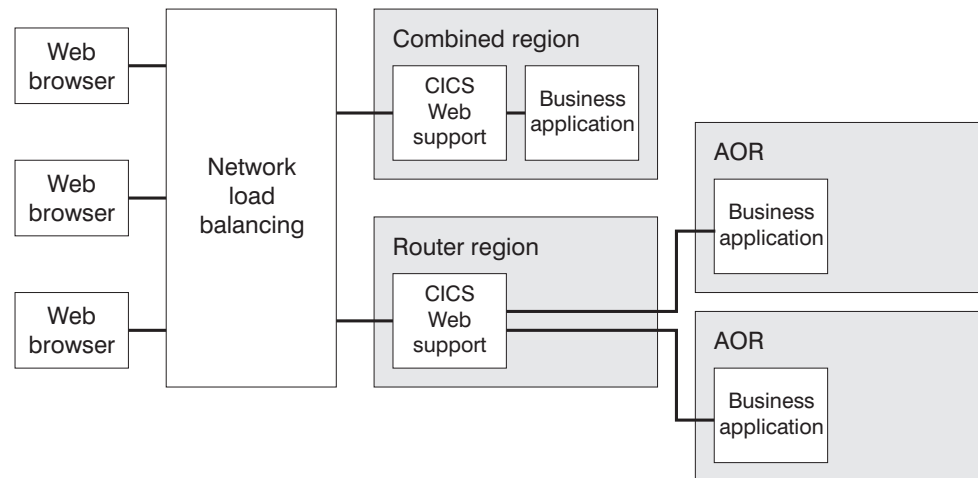 Web
browser
Web
browser
Web
browser
Network
load
balancing
Combined region
CICS
Web
support
Business
application
Router region
CICS
Web
support
AOR
Business
application
AOR
Business
application